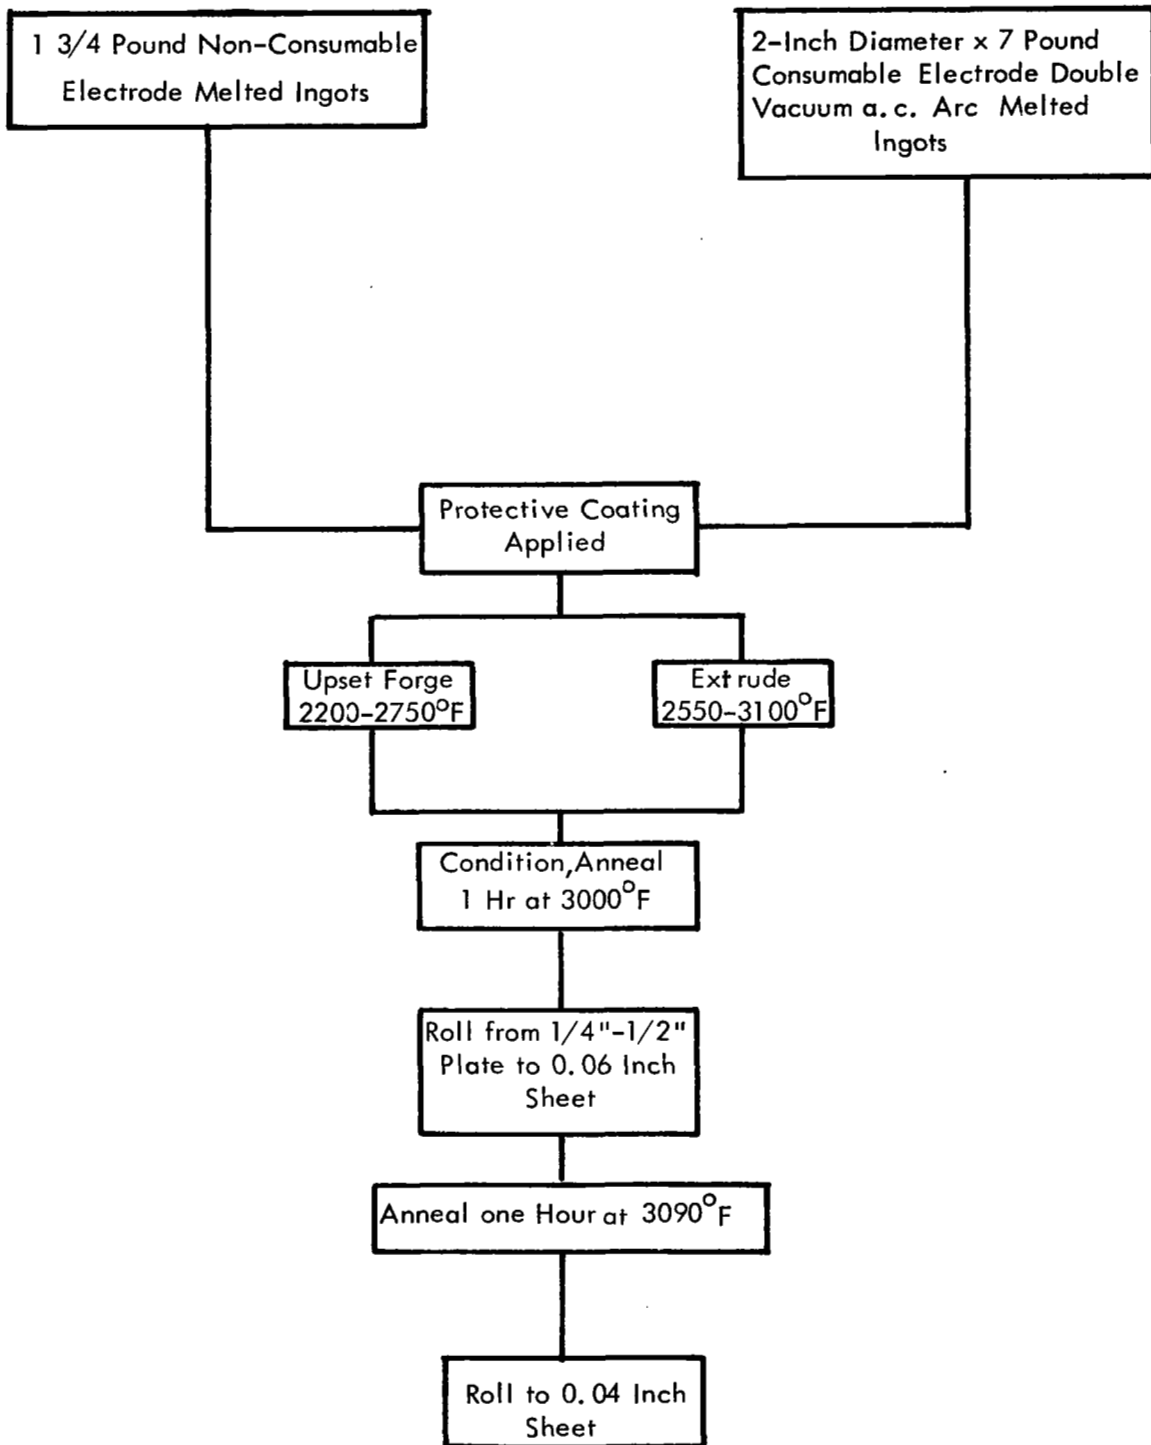 1 3/4 Pound Non-Consumable
Electrode Melted Ingots
2-Inch Diameter x 7 Pound
Consumable Electrode Double
Vacuum a. c. Arc Melted
Ingots
Protective Coating
Applied
Upset Forge
2200-2750°F
Extrude
2550-3100°F
Condition, Anneal
1 Hr at 3000°F
Roll from 1/4"-1/2"
Plate to 0.06 Inch
Sheet
Anneal one Hour at 3090°F
Roll to 0.04 Inch
Sheet